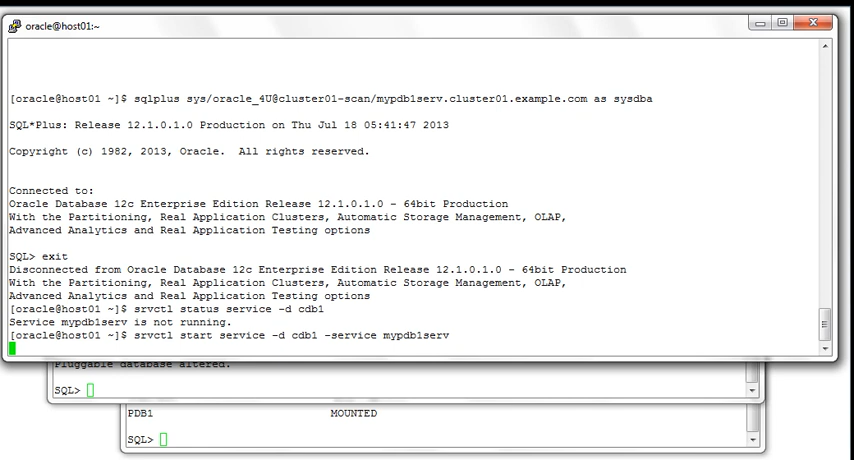 oracle@host01:~
[oracle@host01 ~]$ sqlplus sys/oracle_4U@cluster01-scan/mypdb1serv.cluster01.example.com as sysdba
SQL*Plus: Release 12.1.0.1.0 Production on Thu Jul 18 05:41:47 2013
Copyright (c) 1982, 2013, Oracle.  All rights reserved.
Connected to:
Oracle Database 12c Enterprise Edition Release 12.1.0.1.0 - 64bit Production
With the Partitioning, Real Application Clusters, Automatic Storage Management, OLAP,
Advanced Analytics and Real Application Testing options
SQL> exit
Disconnected from Oracle Database 12c Enterprise Edition Release 12.1.0.1.0 - 64bit Production
With the Partitioning, Real Application Clusters, Automatic Storage Management, OLAP,
Advanced Analytics and Real Application Testing options
[oracle@host01 ~]$ srvctl status service -d cdb1
Service mypdb1serv is not running.
[oracle@host01 ~]$ srvctl start service -d cdb1 -service mypdb1serv
Pluggable database altered.
SQL>
PDB1 MOUNTED
SQL>